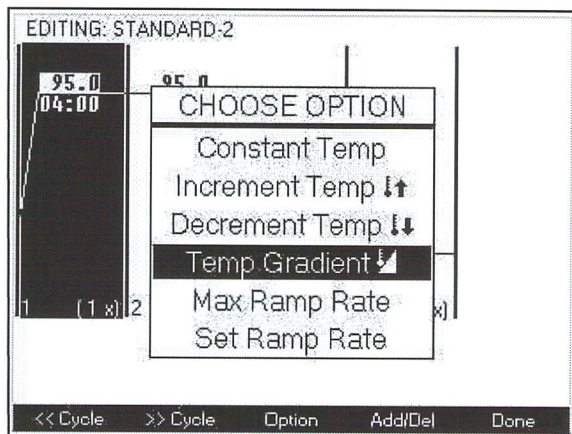 EDITING: STANDARD-2
95.0 95.0
04:00
CHOOSE OPTION
Constant Temp
Increment Temp
Decrement Temp
Temp Gradient
Max Ramp Rate
Set Ramp Rate
1 (1 x) 2 x)
<< Cycle >> Cycle Option Add/Del Done